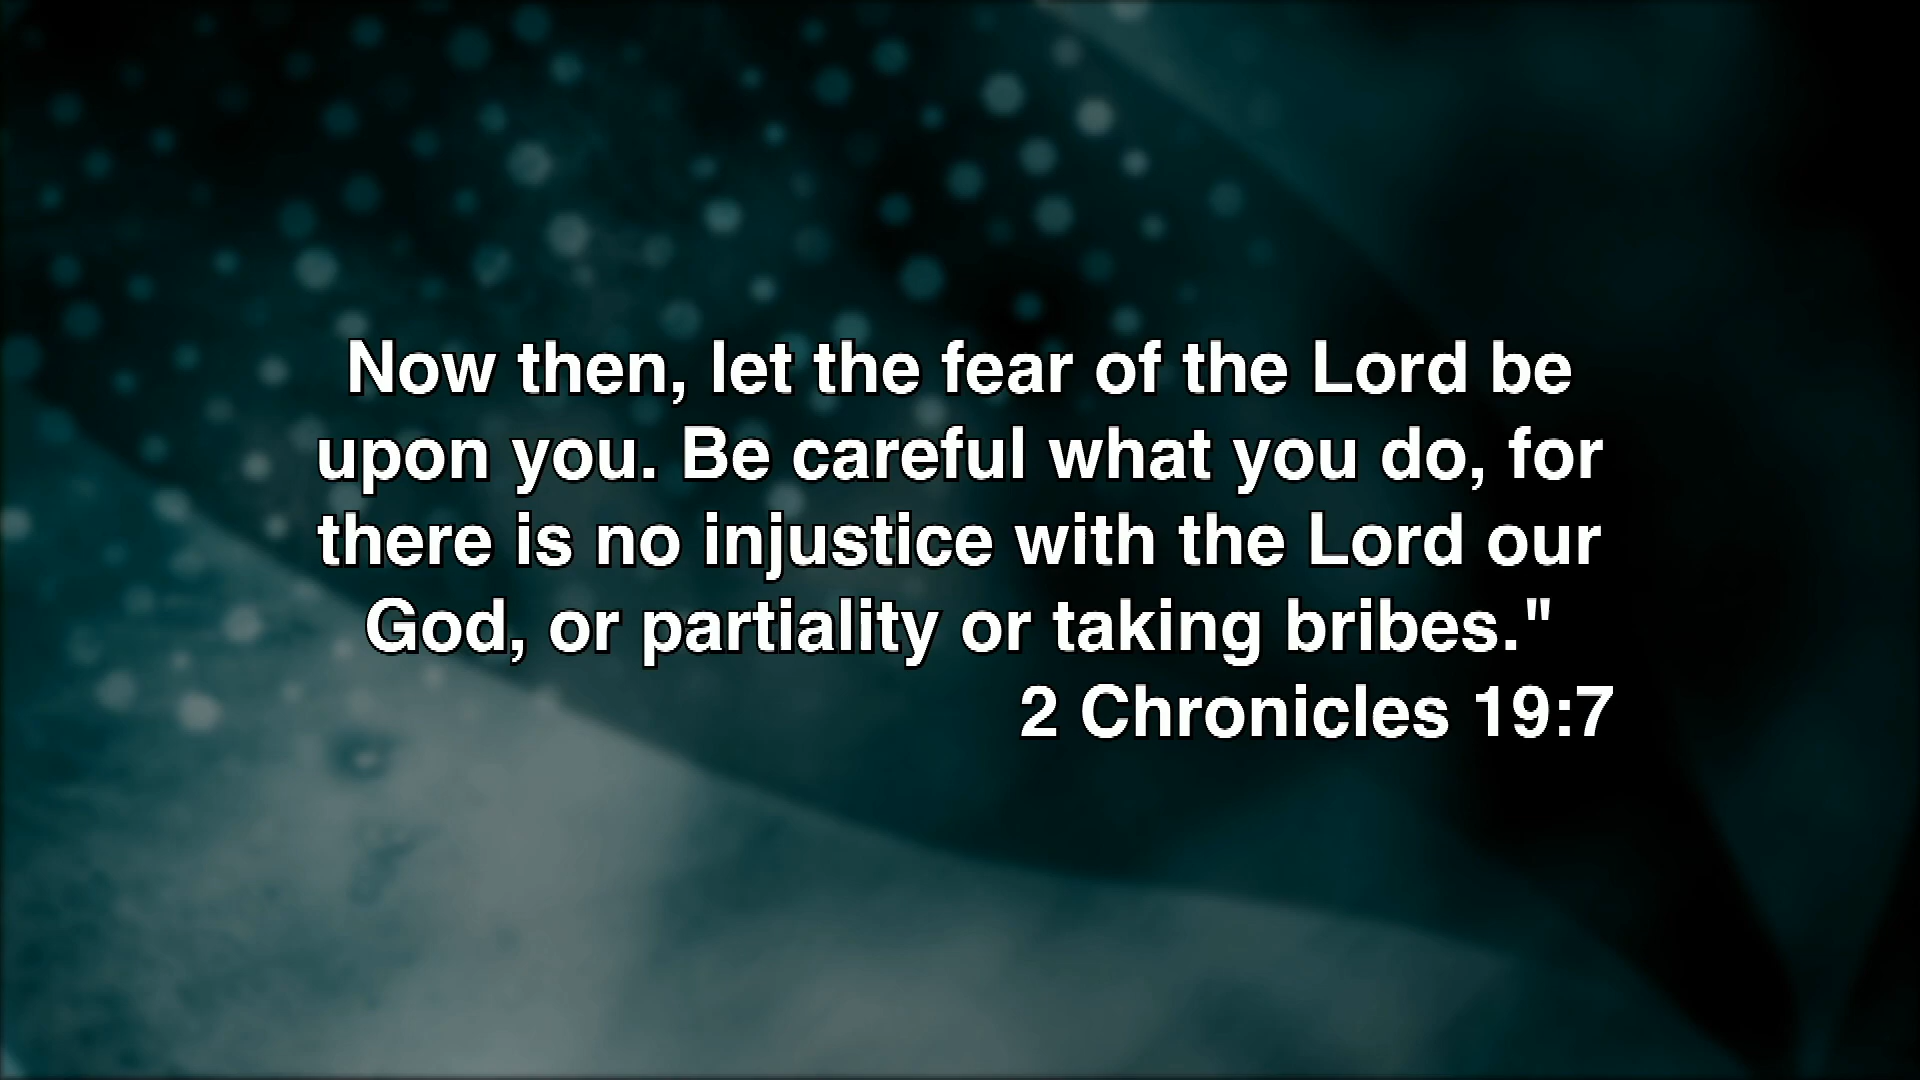 Now then, let the fear of the Lord be
upon you. Be careful what you do, for
there is no injustice with the Lord our
God, or partiality or taking bribes."
2 Chronicles 19:7